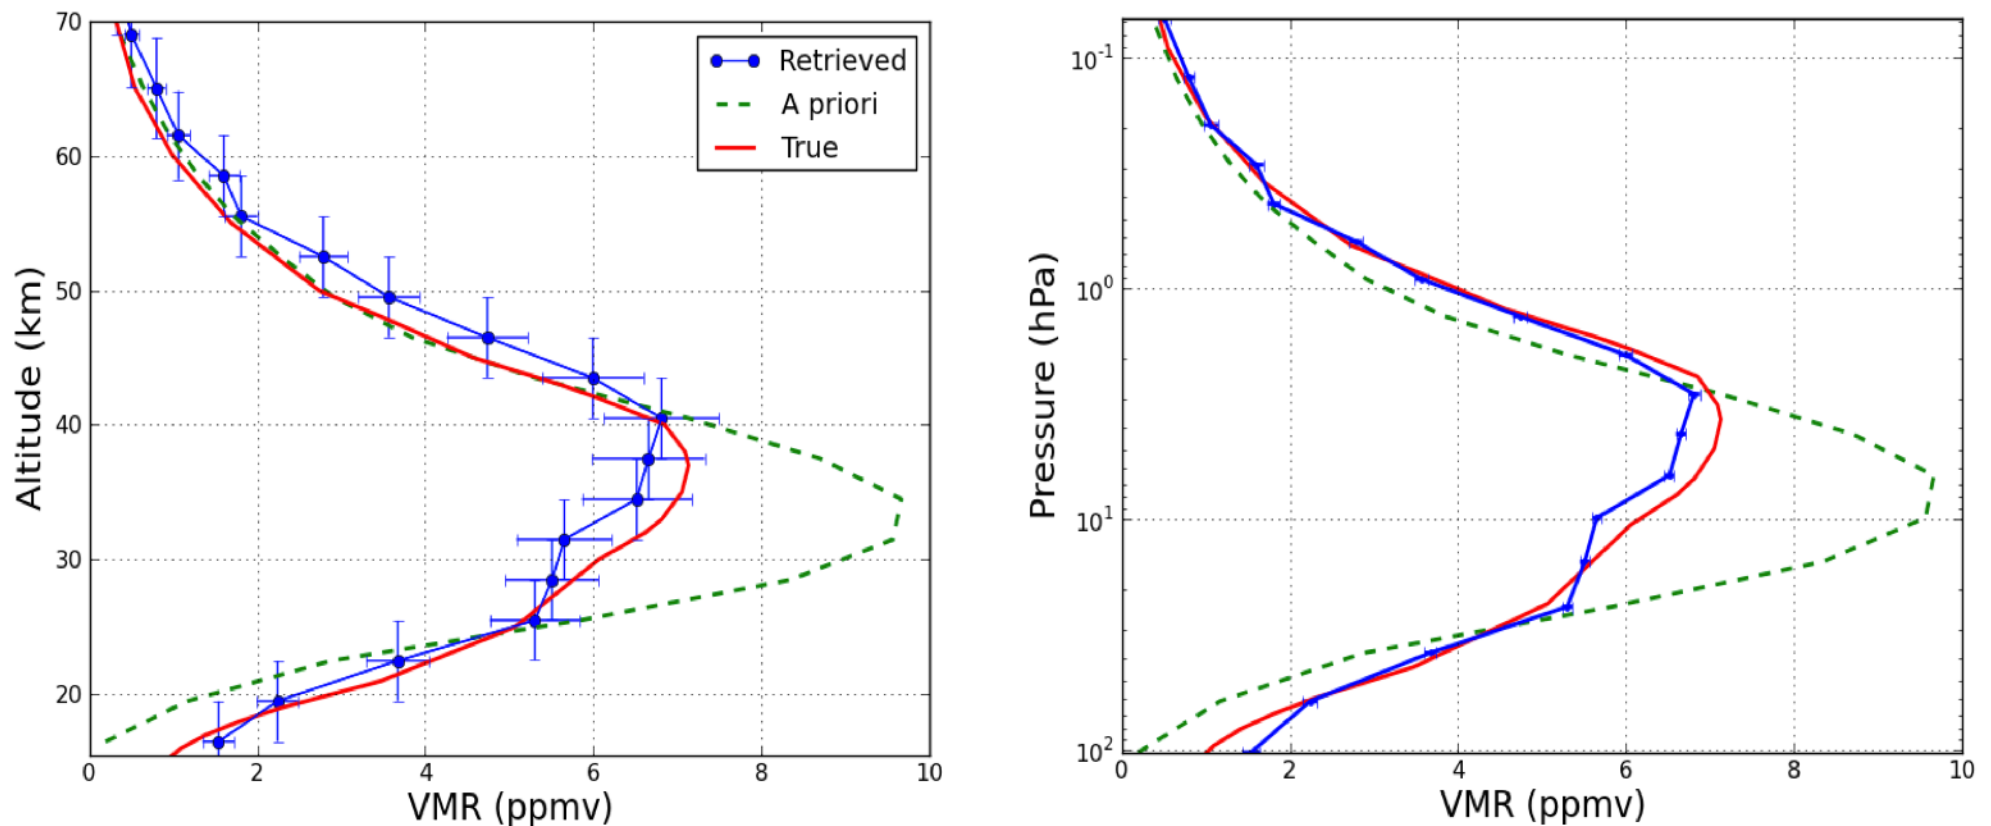 70
60
50
40
30
20
Altitude (km)
0 2 4 6 8 10
VMR (ppmv)
Retrieved
A priori
True
10⁻¹
10⁰
10¹
10²
Pressure (hPa)
0 2 4 6 8 10
VMR (ppmv)